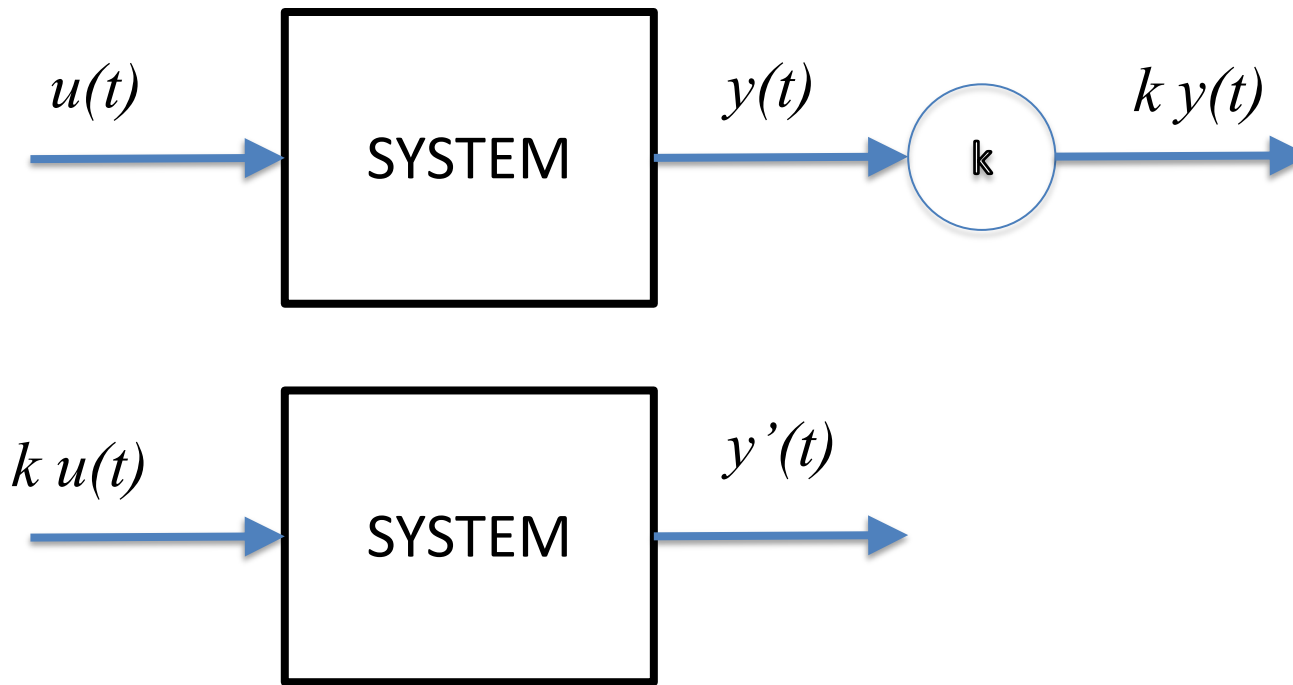 u(t)
y(t)
k y(t)
SYSTEM
k
k u(t)
y’(t)
SYSTEM